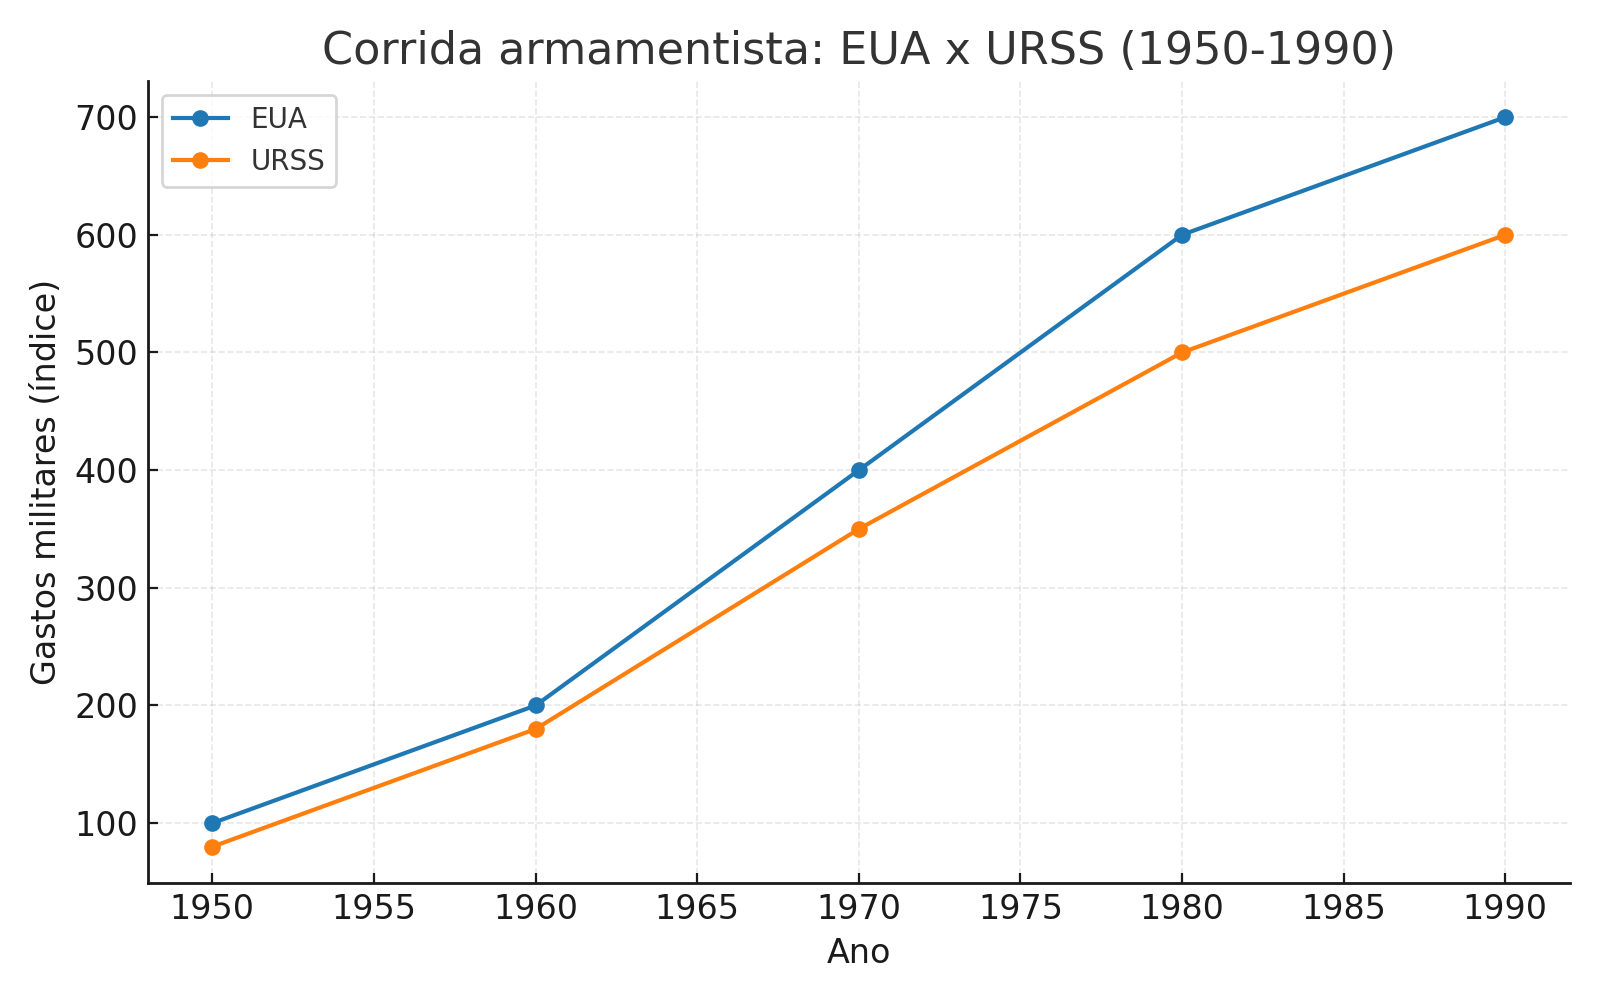 Corrida armamentista: EUA x URSS (1950-1990)
EUA
URSS
Gastos militares (índice)
700
600
500
400
300
200
100
1950 1955 1960 1965 1970 1975 1980 1985 1990
Ano